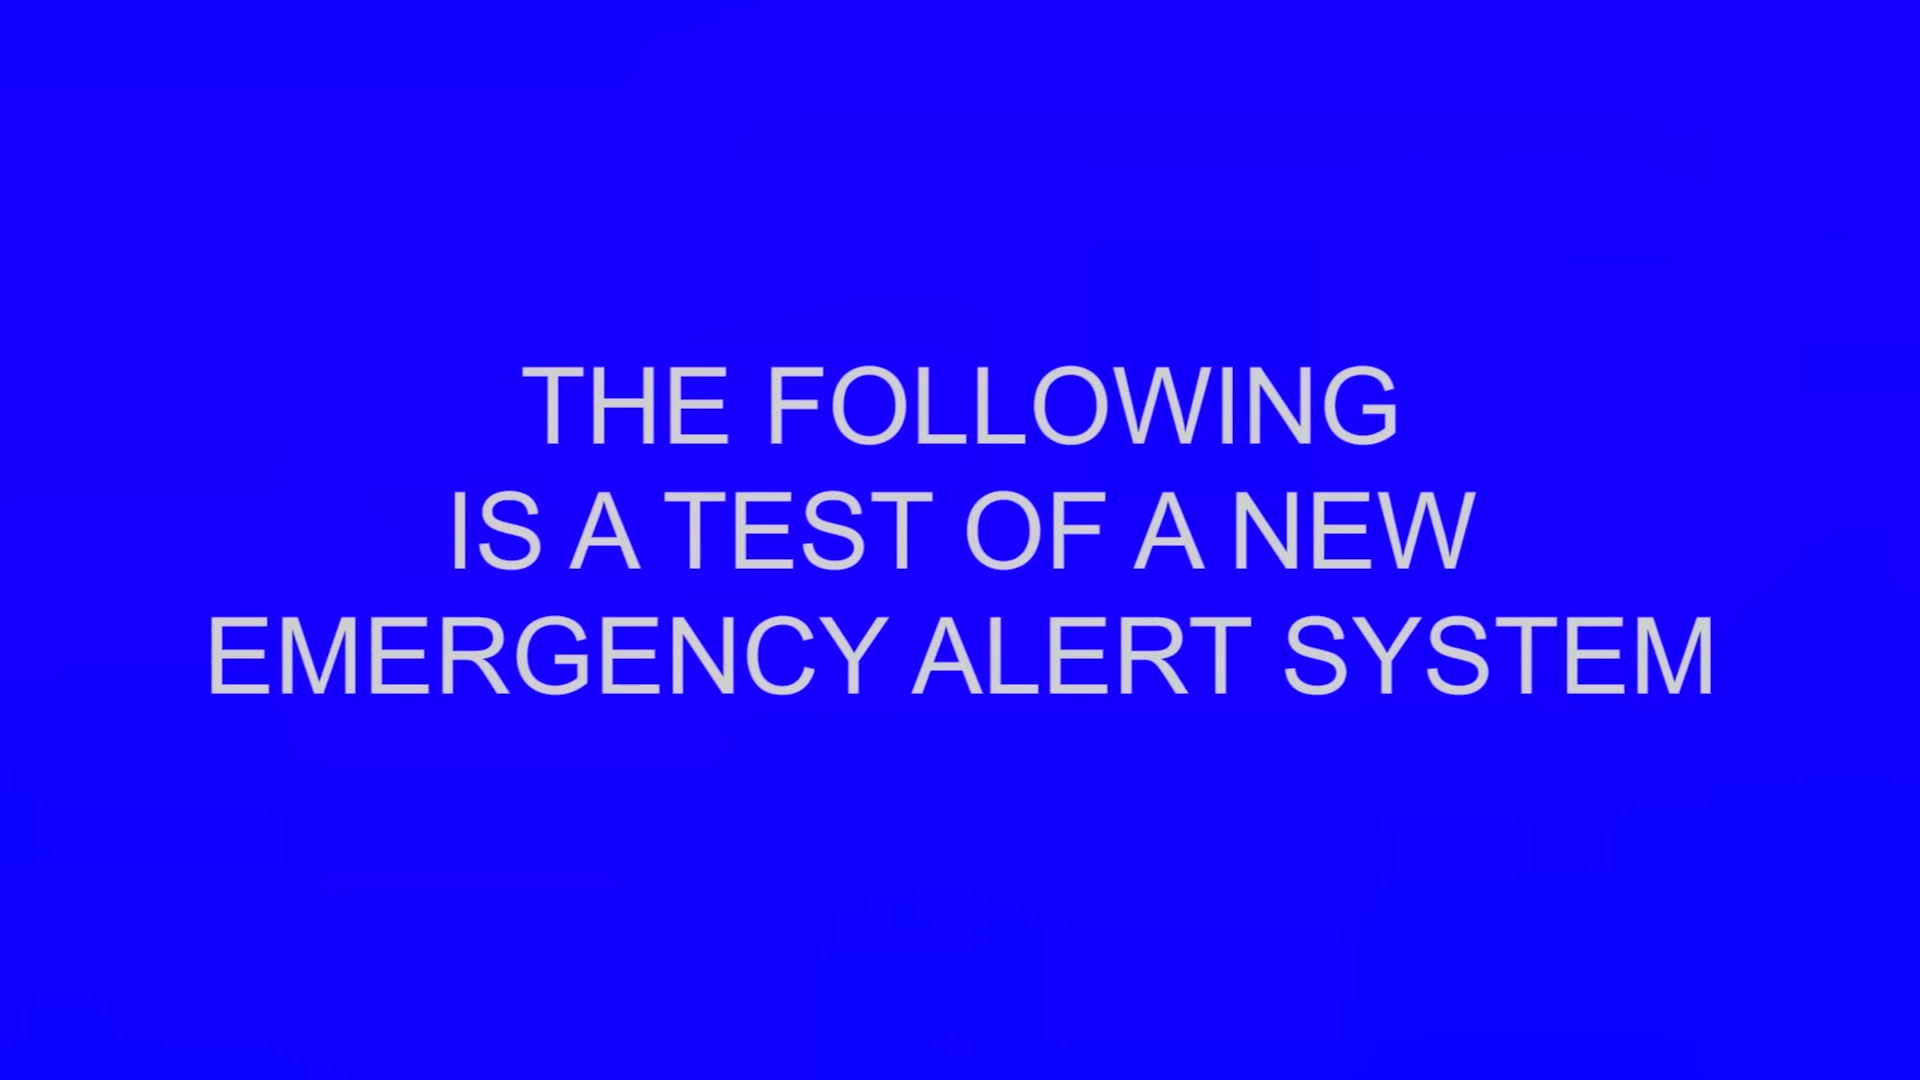 THE FOLLOWING
IS A TEST OF A NEW
EMERGENCY ALERT SYSTEM